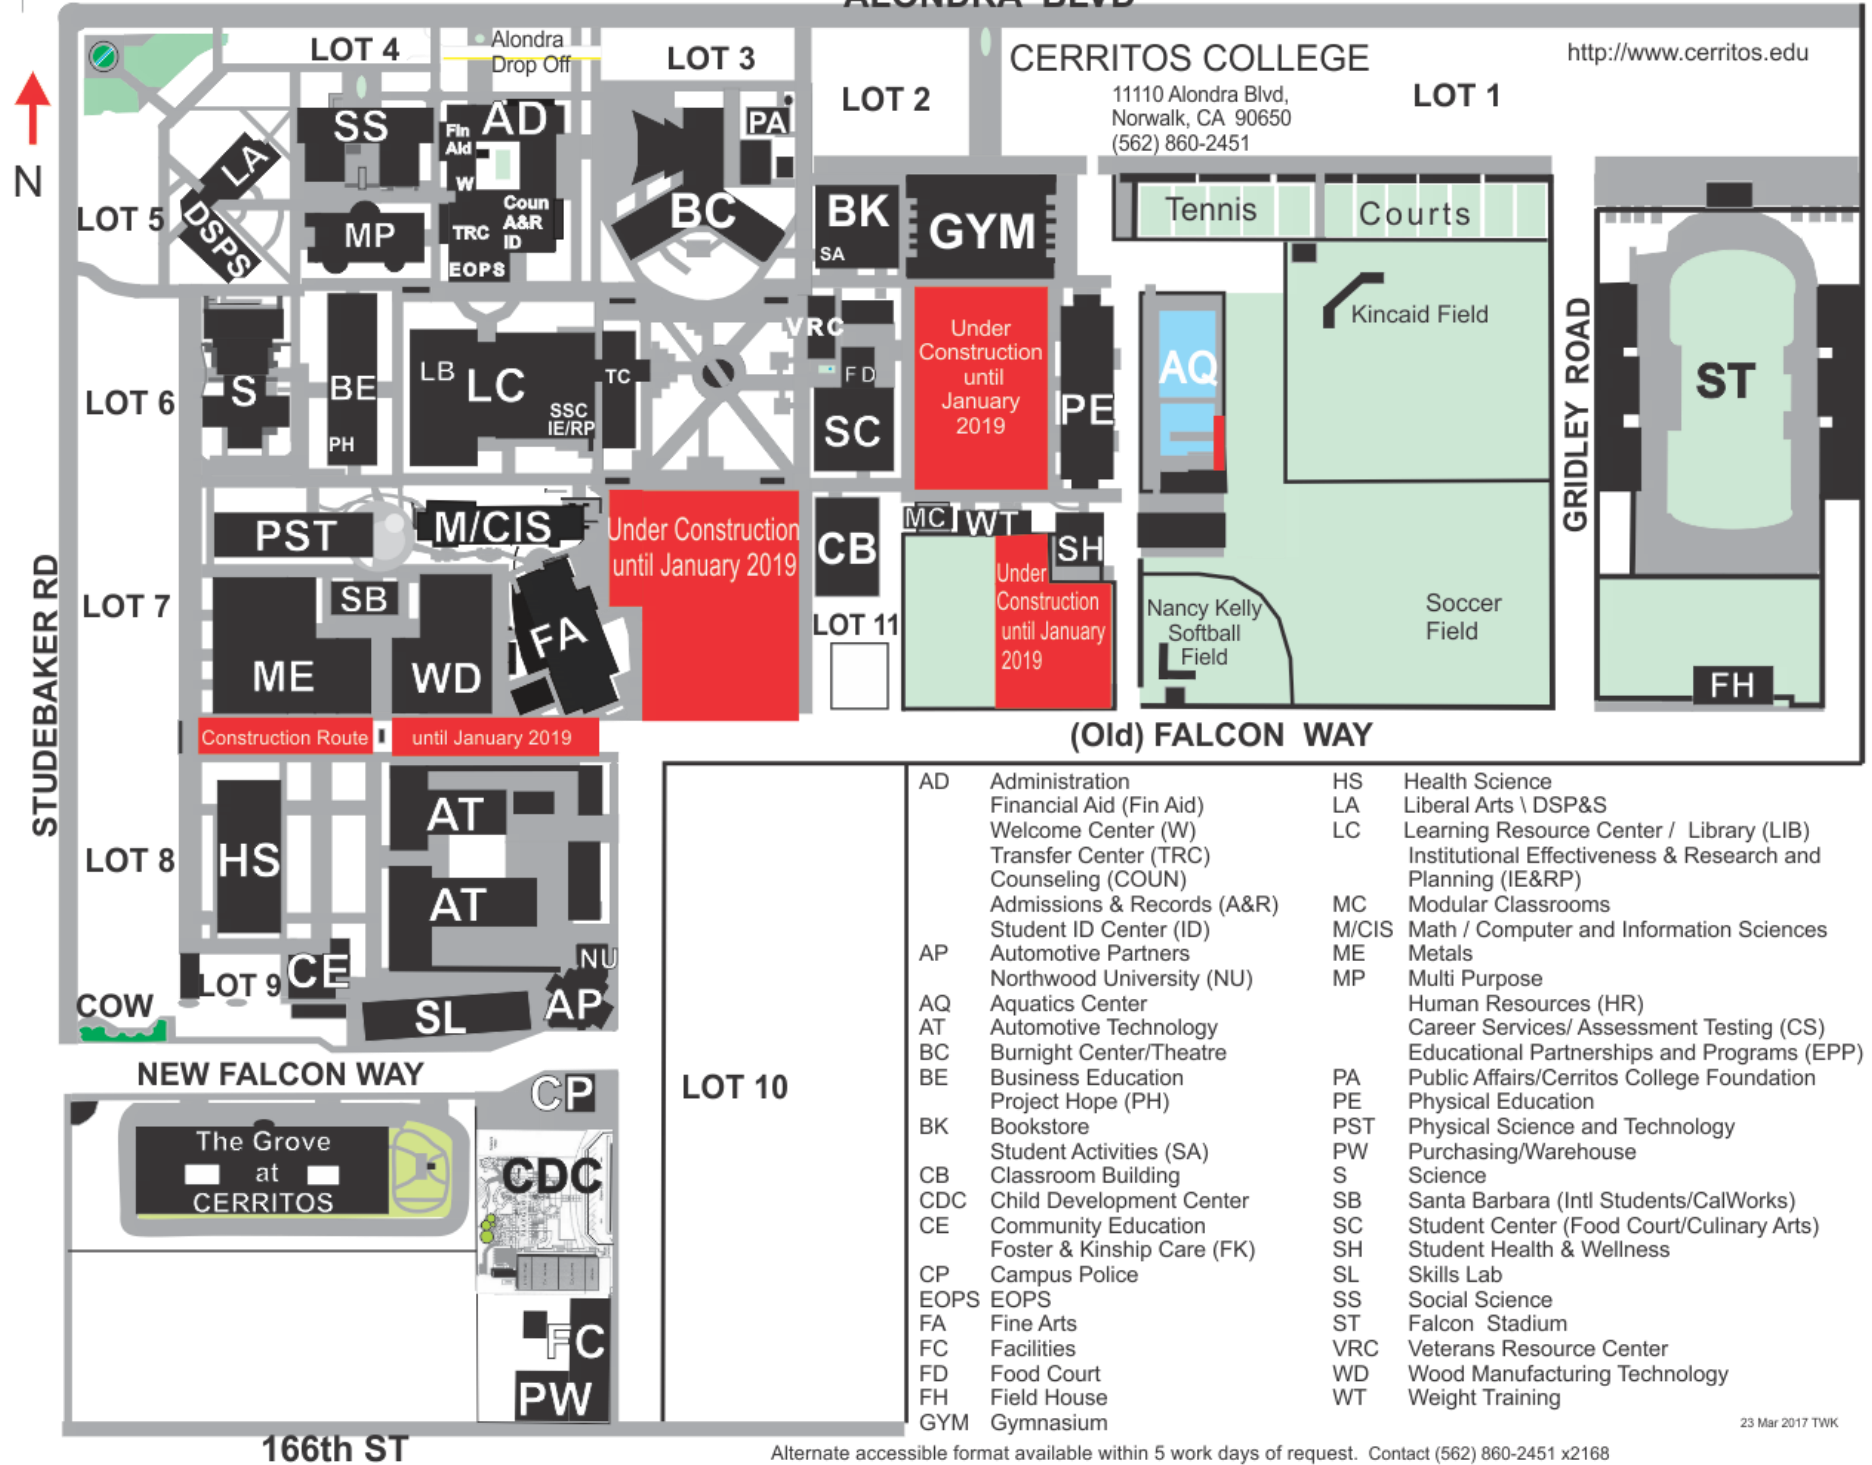 ALONDRA BLVD
LOT 4
Alondra
Drop Off
LOT 3
LOT 2
CERRITOS COLLEGE
11110 Alondra Blvd,
Norwalk, CA 90650
(562) 860-2451
LOT 1
http://www.cerritos.edu
N
SS
AD
Fin
Aid
W
Coun
A&R
ID
TRC
EOPS
PA
LA
DSPS
LOT 5
MP
BC
BK
SA
GYM
Tennis
Courts
Kincaid Field
GRIDLEY ROAD
ST
LOT 6
S
BE
PH
LB
LC
SSC
IE/RP
TC
VRC
FD
SC
Under
Construction
until
January
2019
PE
AQ
PST
M/CIS
Under Construction
until January 2019
CB
MC
WT
SH
STUDEBAKER RD
LOT 7
SB
ME
WD
FA
LOT 11
Under
Construction
until January
2019
Nancy Kelly
Softball
Field
Soccer
Field
FH
Construction Route
until January 2019
(Old) FALCON WAY
LOT 8
HS
AT
AT
NU
LOT 9
CE
SL
AP
COW
NEW FALCON WAY
CP
LOT 10
The Grove
at
CERRITOS
CDC
FC
PW
166th ST
AD Administration
Financial Aid (Fin Aid)
Welcome Center (W)
Transfer Center (TRC)
Counseling (COUN)
Admissions & Records (A&R)
Student ID Center (ID)
AP Automotive Partners
Northwood University (NU)
AQ Aquatics Center
AT Automotive Technology
BC Burnight Center/Theatre
BE Business Education
Project Hope (PH)
BK Bookstore
Student Activities (SA)
CB Classroom Building
CDC Child Development Center
CE Community Education
Foster & Kinship Care (FK)
CP Campus Police
EOPS EOPS
FA Fine Arts
FC Facilities
FD Food Court
FH Field House
GYM Gymnasium
HS Health Science
LA Liberal Arts \ DSP&S
LC Learning Resource Center / Library (LIB)
Institutional Effectiveness & Research and
Planning (IE&RP)
MC Modular Classrooms
M/CIS Math / Computer and Information Sciences
ME Metals
MP Multi Purpose
Human Resources (HR)
Career Services/ Assessment Testing (CS)
Educational Partnerships and Programs (EPP)
PA Public Affairs/Cerritos College Foundation
PE Physical Education
PST Physical Science and Technology
PW Purchasing/Warehouse
S Science
SB Santa Barbara (Intl Students/CalWorks)
SC Student Center (Food Court/Culinary Arts)
SH Student Health & Wellness
SL Skills Lab
SS Social Science
ST Falcon Stadium
VRC Veterans Resource Center
WD Wood Manufacturing Technology
WT Weight Training
23 Mar 2017 TWK
Alternate accessible format available within 5 work days of request. Contact (562) 860-2451 x2168